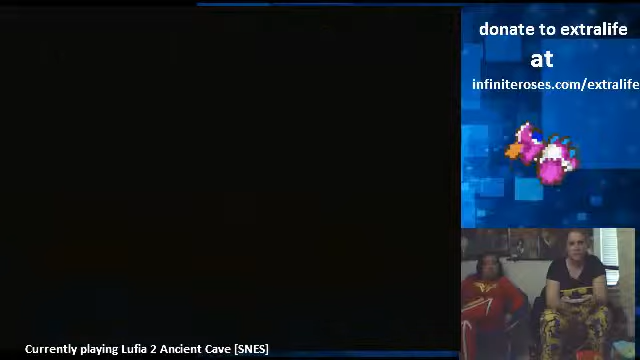 donate to extralife
at
infiniteroses.com/extralife
Currently playing Lufia 2 Ancient Cave [SNES]